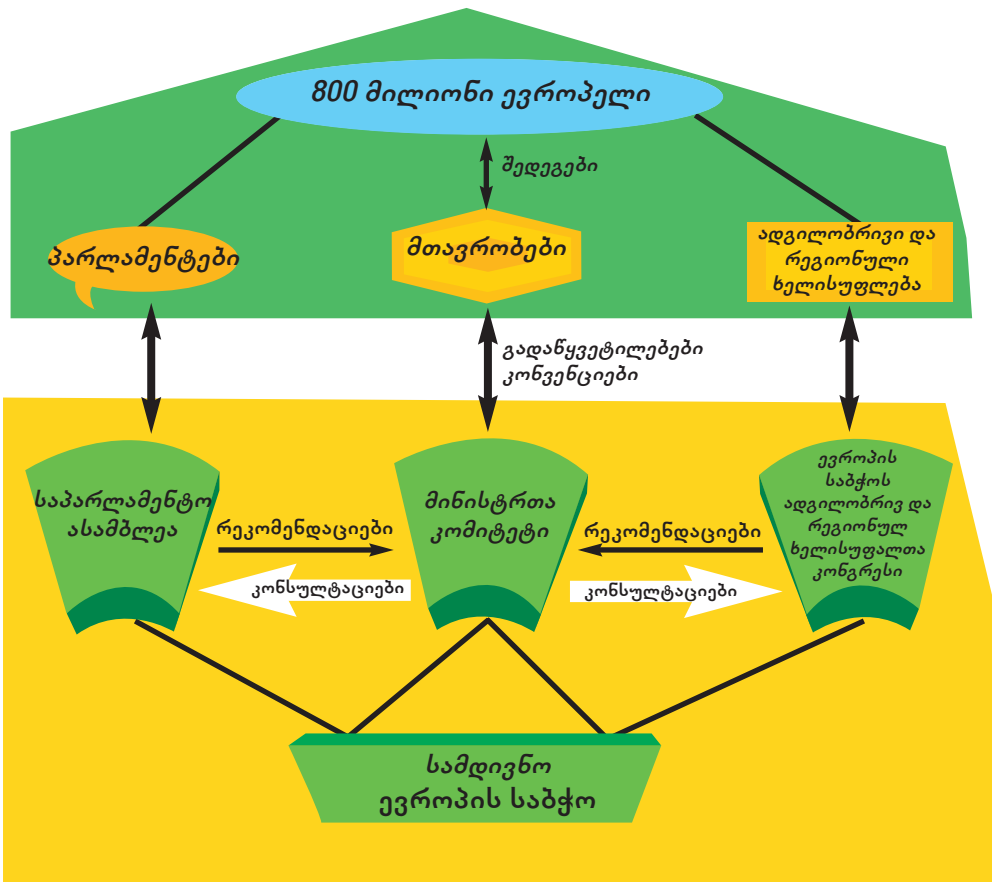 800 მილიონი ევროპელი
შედეგები
პარლამენტები
მთავრობები
ადგილობრივი და
რეგიონული
ხელისუფლება
გადაწყვეტილებები
კონვენციები
საპარლამენტო
ასამბლეა
რეკომენდაციები
კონსულტაციები
მინისტრთა
კომიტეტი
რეკომენდაციები
კონსულტაციები
ევროპის
საბჭოს
ადგილობრივ და
რეგიონულ
ხელისუფალთა
კონგრესი
სამდივნო
ევროპის საბჭო